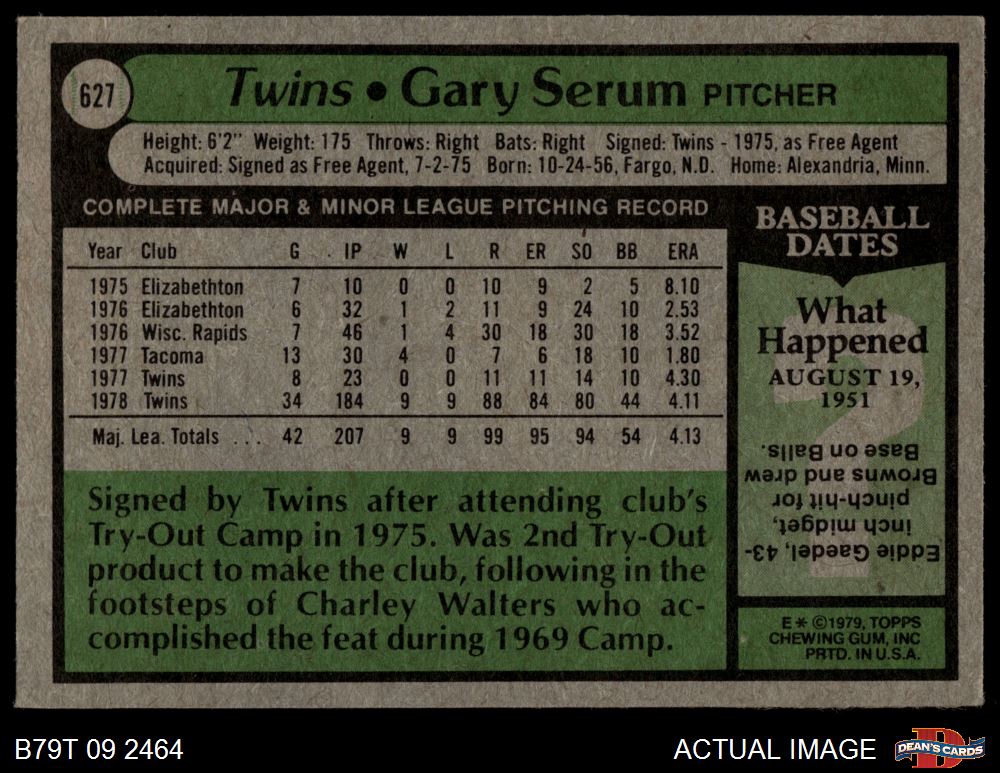 627
Twins • Gary Serum PITCHER
Height: 6'2" Weight: 175 Throws: Right Bats: Right Signed: Twins - 1975, as Free Agent
Acquired: Signed as Free Agent, 7-2-75 Born: 10-24-56, Fargo, N.D. Home: Alexandria, Minn.
COMPLETE MAJOR & MINOR LEAGUE PITCHING RECORD
Year Club G IP W L R ER SO BB ERA
1975 Elizabethton 7 10 0 0 10 9 2 5 8.10
1976 Elizabethton 6 32 1 2 11 9 24 10 2.53
1976 Wisc. Rapids 7 46 1 4 30 18 30 18 3.52
1977 Tacoma 13 30 4 0 7 6 18 10 1.80
1977 Twins 8 23 0 0 11 11 14 10 4.30
1978 Twins 34 184 9 9 88 84 80 44 4.11
Maj. Lea. Totals ... 42 207 9 9 99 95 94 54 4.13
Signed by Twins after attending club's
Try-Out Camp in 1975. Was 2nd Try-Out
product to make the club, following in the
footsteps of Charley Walters who ac-
complished the feat during 1969 Camp.
BASEBALL
DATES
What
Happened
AUGUST 19,
1951
Eddie Gaedel, 43-
inch midget,
pinch-hit for
Browns and drew
Base on Balls.
E * © 1979, TOPPS
CHEWING GUM, INC
PRTD. IN U.S.A.
B79T 09 2464
ACTUAL IMAGE
D
DEAN'S CARDS